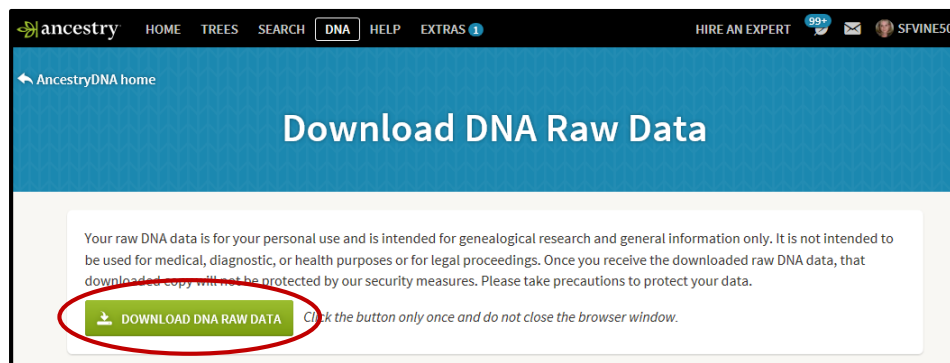 ancestry HOME TREES SEARCH DNA HELP EXTRAS 1 HIRE AN EXPERT 99+
AncestryDNA home
Download DNA Raw Data
Your raw DNA data is for your personal use and is intended for genealogical research and general information only. It is not intended to
be used for medical, diagnostic, or health purposes or for legal proceedings. Once you receive the downloaded raw DNA data, that
downloaded copy will not be protected by our security measures. Please take precautions to protect your data.
DOWNLOAD DNA RAW DATA Click the button only once and do not close the browser window.